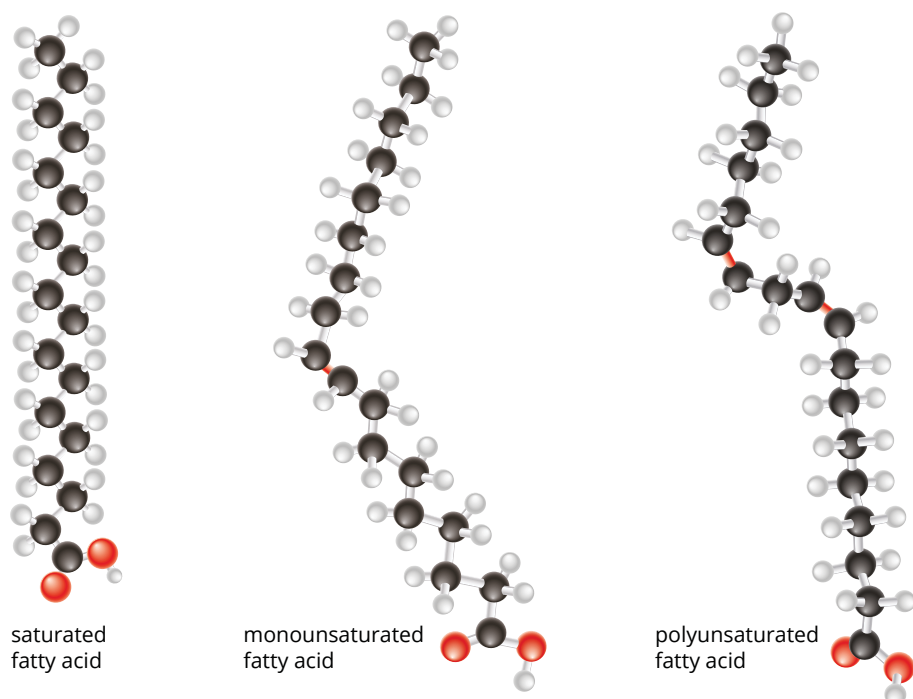 saturated
fatty acid
monounsaturated
fatty acid
polyunsaturated
fatty acid